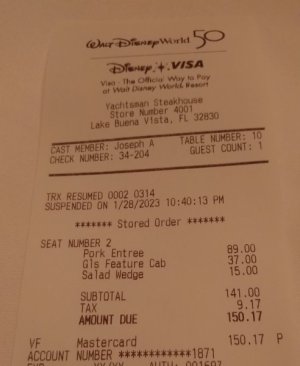 Walt Disney World 50
Disney VISA
Visa - The Official Way to Pay
at Walt Disney World Resort
Yachtsman Steakhouse
Store Number 4001
Lake Buena Vista, FL 32830
CAST MEMBER: Joseph A TABLE NUMBER: 10
CHECK NUMBER: 34-204 GUEST COUNT: 1
TRX RESUMED 0002 0314
SUSPENDED ON 1/28/2023 10:40:13 PM
******* Stored Order *******
SEAT NUMBER 2
Pork Entree 89.00
Gls Feature Cab 37.00
Salad Wedge 15.00
SUBTOTAL 141.00
TAX 9.17
AMOUNT DUE 150.17
VF Mastercard 150.17 P
ACCOUNT NUMBER ************1871